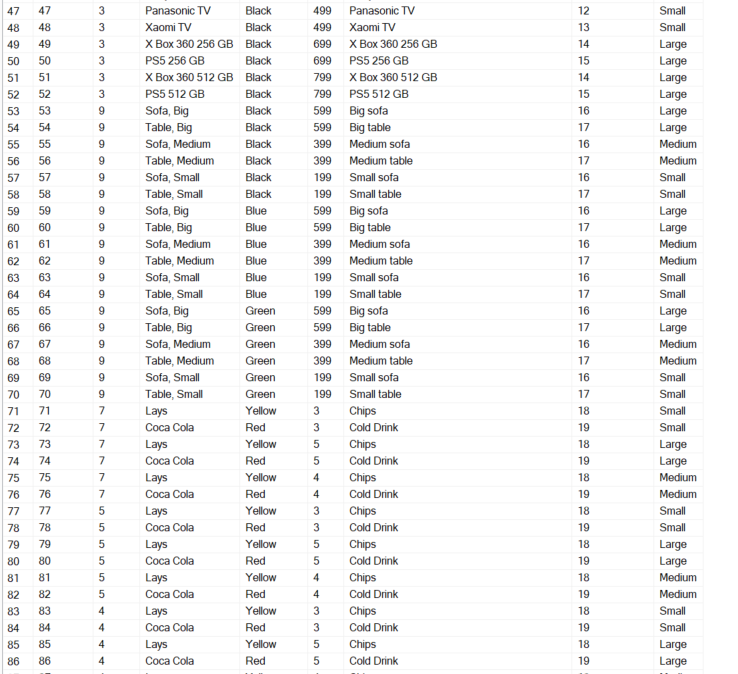 47 47 3 Panasonic TV Black 499 Panasonic TV 12 Small
48 48 3 Xaomi TV Black 499 Xaomi TV 13 Small
49 49 3 X Box 360 256 GB Black 699 X Box 360 256 GB 14 Large
50 50 3 PS5 256 GB Black 699 PS5 256 GB 15 Large
51 51 3 X Box 360 512 GB Black 799 X Box 360 512 GB 14 Large
52 52 3 PS5 512 GB Black 799 PS5 512 GB 15 Large
53 53 9 Sofa, Big Black 599 Big sofa 16 Large
54 54 9 Table, Big Black 599 Big table 17 Large
55 55 9 Sofa, Medium Black 399 Medium sofa 16 Medium
56 56 9 Table, Medium Black 399 Medium table 17 Medium
57 57 9 Sofa, Small Black 199 Small sofa 16 Small
58 58 9 Table, Small Black 199 Small table 17 Small
59 59 9 Sofa, Big Blue 599 Big sofa 16 Large
60 60 9 Table, Big Blue 599 Big table 17 Large
61 61 9 Sofa, Medium Blue 399 Medium sofa 16 Medium
62 62 9 Table, Medium Blue 399 Medium table 17 Medium
63 63 9 Sofa, Small Blue 199 Small sofa 16 Small
64 64 9 Table, Small Blue 199 Small table 17 Small
65 65 9 Sofa, Big Green 599 Big sofa 16 Large
66 66 9 Table, Big Green 599 Big table 17 Large
67 67 9 Sofa, Medium Green 399 Medium sofa 16 Medium
68 68 9 Table, Medium Green 399 Medium table 17 Medium
69 69 9 Sofa, Small Green 199 Small sofa 16 Small
70 70 9 Table, Small Green 199 Small table 17 Small
71 71 7 Lays Yellow 3 Chips 18 Small
72 72 7 Coca Cola Red 3 Cold Drink 19 Small
73 73 7 Lays Yellow 5 Chips 18 Large
74 74 7 Coca Cola Red 5 Cold Drink 19 Large
75 75 7 Lays Yellow 4 Chips 18 Medium
76 76 7 Coca Cola Red 4 Cold Drink 19 Medium
77 77 5 Lays Yellow 3 Chips 18 Small
78 78 5 Coca Cola Red 3 Cold Drink 19 Small
79 79 5 Lays Yellow 5 Chips 18 Large
80 80 5 Coca Cola Red 5 Cold Drink 19 Large
81 81 5 Lays Yellow 4 Chips 18 Medium
82 82 5 Coca Cola Red 4 Cold Drink 19 Medium
83 83 4 Lays Yellow 3 Chips 18 Small
84 84 4 Coca Cola Red 3 Cold Drink 19 Small
85 85 4 Lays Yellow 5 Chips 18 Large
86 86 4 Coca Cola Red 5 Cold Drink 19 Large